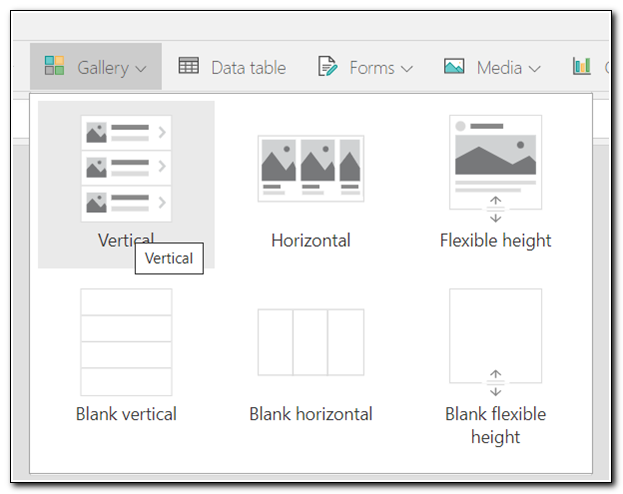 Gallery Data table Forms Media
Vertical Horizontal Flexible height
Vertical
Blank vertical Blank horizontal Blank flexible
height